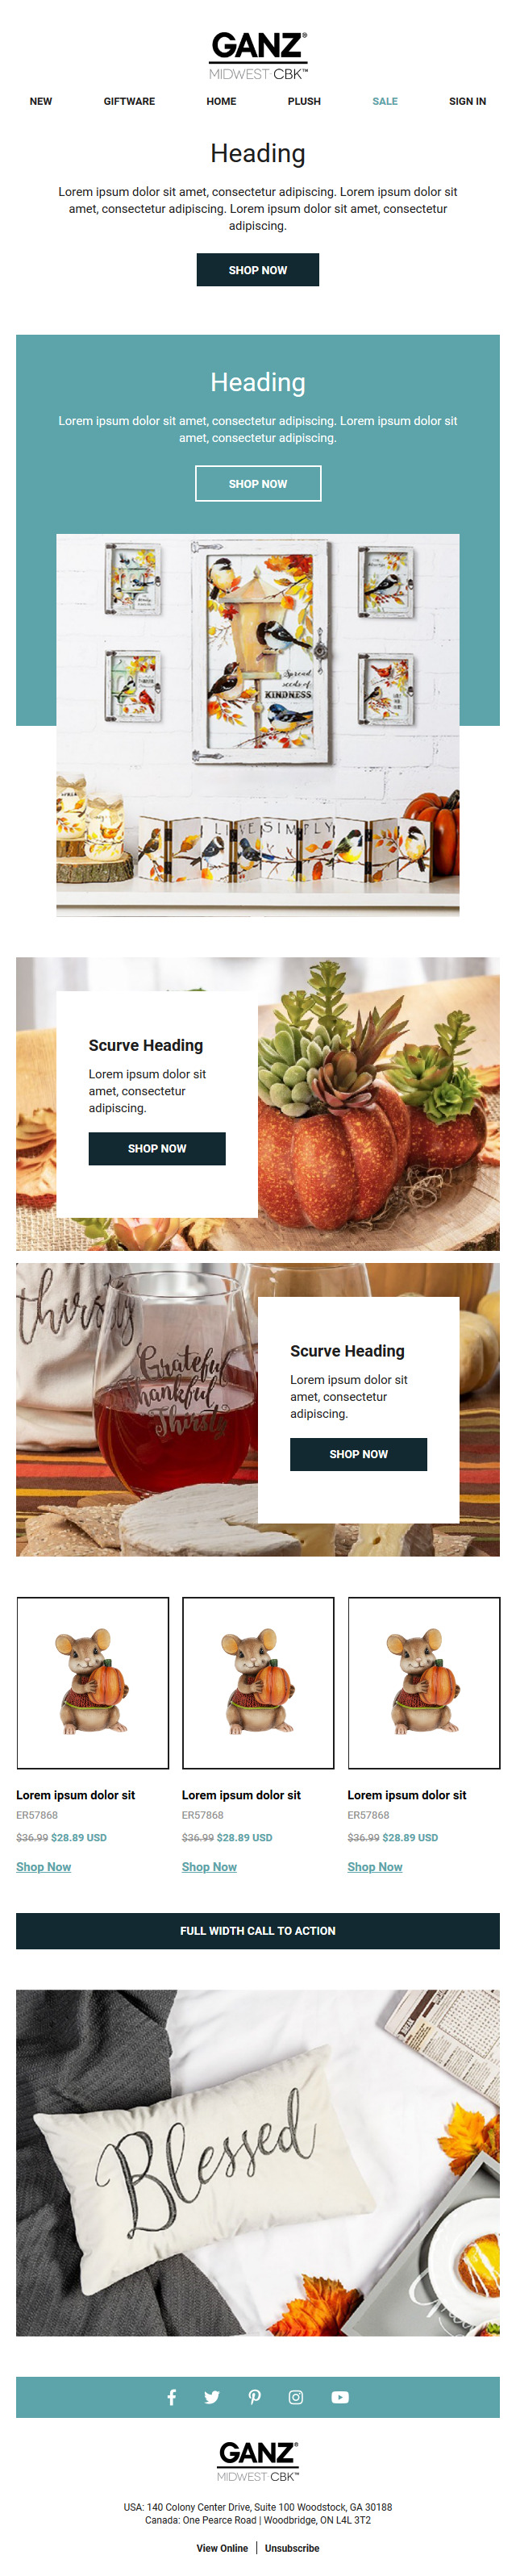 GANZ®
MIDWEST·CBK™
NEW GIFTWARE HOME PLUSH SALE SIGN IN
Heading
Lorem ipsum dolor sit amet, consectetur adipiscing. Lorem ipsum dolor sit
amet, consectetur adipiscing. Lorem ipsum dolor sit amet, consectetur
adipiscing.
SHOP NOW
Heading
Lorem ipsum dolor sit amet, consectetur adipiscing. Lorem ipsum dolor sit
amet, consectetur adipiscing.
SHOP NOW
Spread
seeds of
KINDNESS
LIVE SIMPLY
Scurve Heading
Lorem ipsum dolor sit
amet, consectetur
adipiscing.
SHOP NOW
thirsty
Grateful
Thankful
Thirsty
Scurve Heading
Lorem ipsum dolor sit
amet, consectetur
adipiscing.
SHOP NOW
Lorem ipsum dolor sit Lorem ipsum dolor sit Lorem ipsum dolor sit
ER57868 ER57868 ER57868
$36.99 $28.89 USD $36.99 $28.89 USD $36.99 $28.89 USD
Shop Now Shop Now Shop Now
FULL WIDTH CALL TO ACTION
Blessed
GANZ®
MIDWEST·CBK™
USA: 140 Colony Center Drive, Suite 100 Woodstock, GA 30188
Canada: One Pearce Road | Woodbridge, ON L4L 3T2
View Online | Unsubscribe